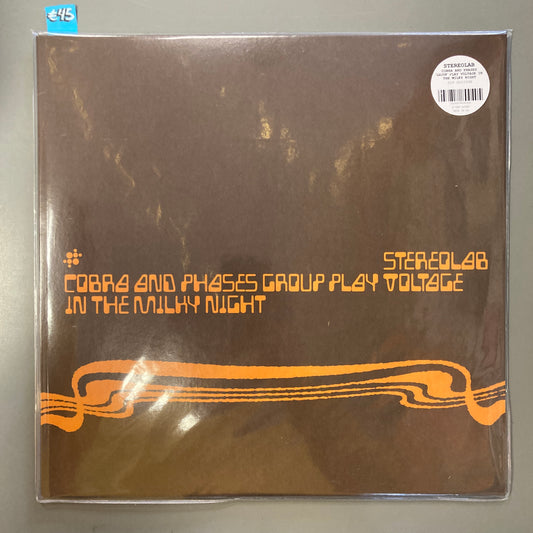 €45
STEREOLAB
COBRA AND PHASES
GROUP PLAY VOLTAGE IN
THE MILKY NIGHT
STEREOLAB
COBRA AND PHASES GROUP PLAY VOLTAGE
IN THE MILKY NIGHT